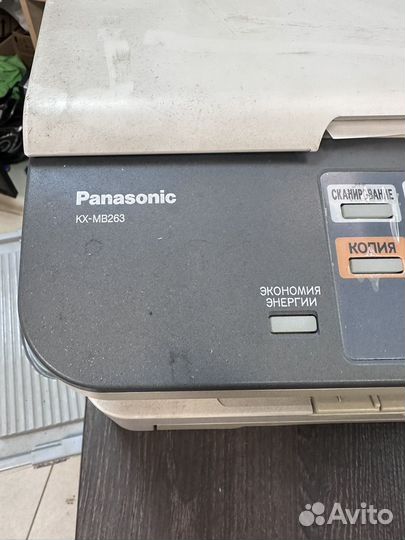 Panasonic
KX-MB263
СКАНИРОВАНИЕ
КОПИЯ
ЭКОНОМИЯ
ЭНЕРГИИ
Avito